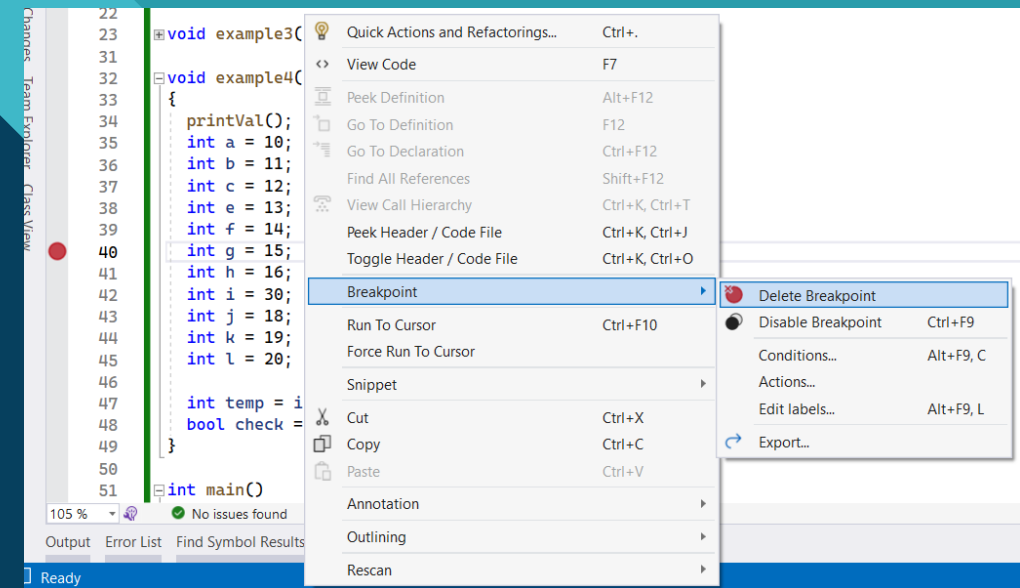 Changes
Team Explorer
Class View
22
23 void example3(
31
32 void example4(
33 {
34 printVal();
35 int a = 10;
36 int b = 11;
37 int c = 12;
38 int e = 13;
39 int f = 14;
40 int g = 15;
41 int h = 16;
42 int i = 30;
43 int j = 18;
44 int k = 19;
45 int l = 20;
46
47 int temp = i
48 bool check =
49 }
50
51 int main()
105 % No issues found
Output Error List Find Symbol Results
Ready
Quick Actions and Refactorings... Ctrl+.
View Code F7
Peek Definition Alt+F12
Go To Definition F12
Go To Declaration Ctrl+F12
Find All References Shift+F12
View Call Hierarchy Ctrl+K, Ctrl+T
Peek Header / Code File Ctrl+K, Ctrl+J
Toggle Header / Code File Ctrl+K, Ctrl+O
Breakpoint
Run To Cursor Ctrl+F10
Force Run To Cursor
Snippet
Cut Ctrl+X
Copy Ctrl+C
Paste Ctrl+V
Annotation
Outlining
Rescan
Delete Breakpoint
Disable Breakpoint Ctrl+F9
Conditions... Alt+F9, C
Actions...
Edit labels... Alt+F9, L
Export...